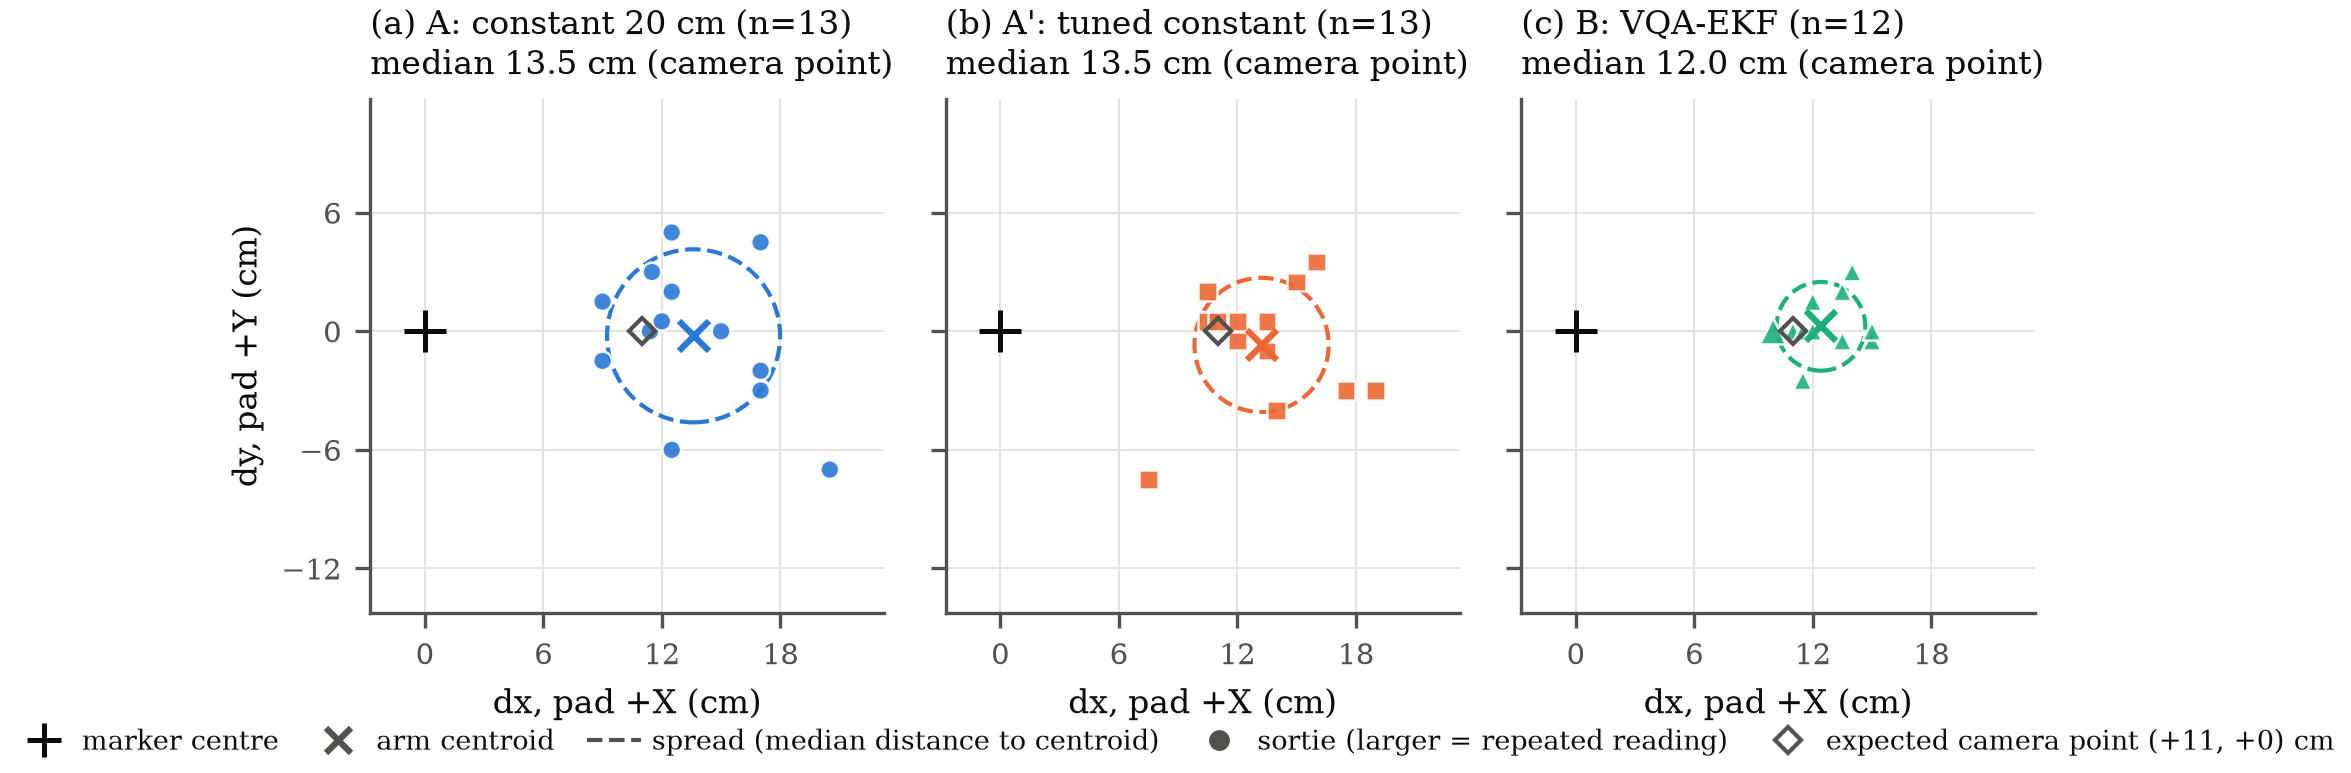 (a) A: constant 20 cm (n=13)
median 13.5 cm (camera point)
(b) A': tuned constant (n=13)
median 13.5 cm (camera point)
(c) B: VQA-EKF (n=12)
median 12.0 cm (camera point)
dy, pad +Y (cm)
6
0
−6
−12
0 6 12 18
0 6 12 18
0 6 12 18
dx, pad +X (cm)
dx, pad +X (cm)
dx, pad +X (cm)
marker centre
arm centroid
spread (median distance to centroid)
sortie (larger = repeated reading)
expected camera point (+11, +0) cm